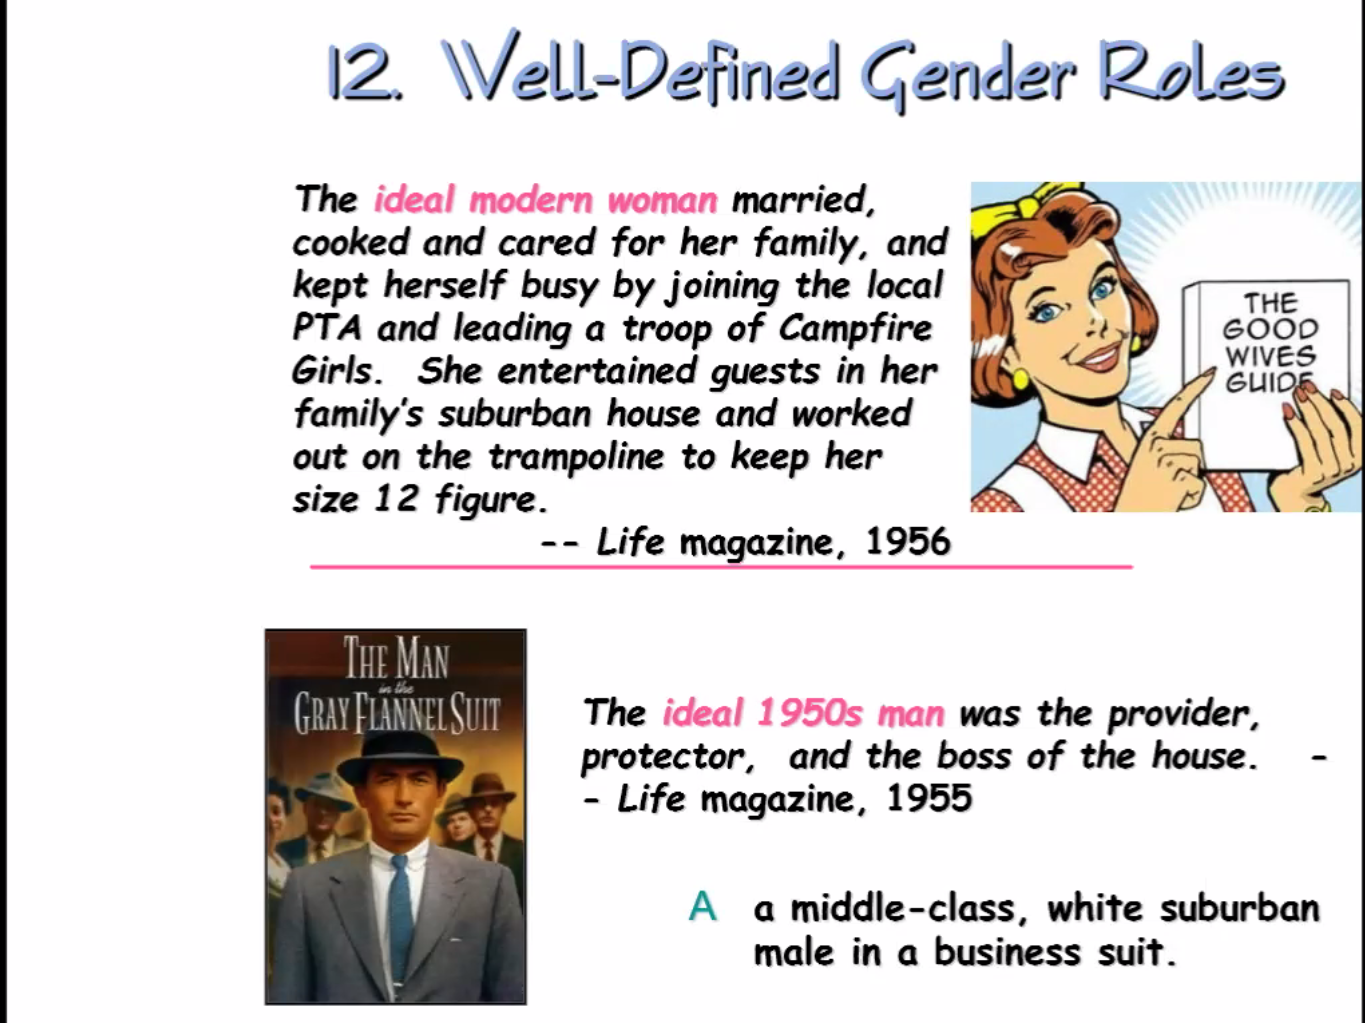 12. Well-Defined Gender Roles
The ideal modern woman married,
cooked and cared for her family, and
kept herself busy by joining the local
PTA and leading a troop of Campfire
Girls. She entertained guests in her
family's suburban house and worked
out on the trampoline to keep her
size 12 figure.
-- Life magazine, 1956
THE
GOOD
WIVES
GUIDE
THE MAN
in the
GRAY FLANNEL SUIT
The ideal 1950s man was the provider,
protector, and the boss of the house. -
- Life magazine, 1955
A a middle-class, white suburban
male in a business suit.